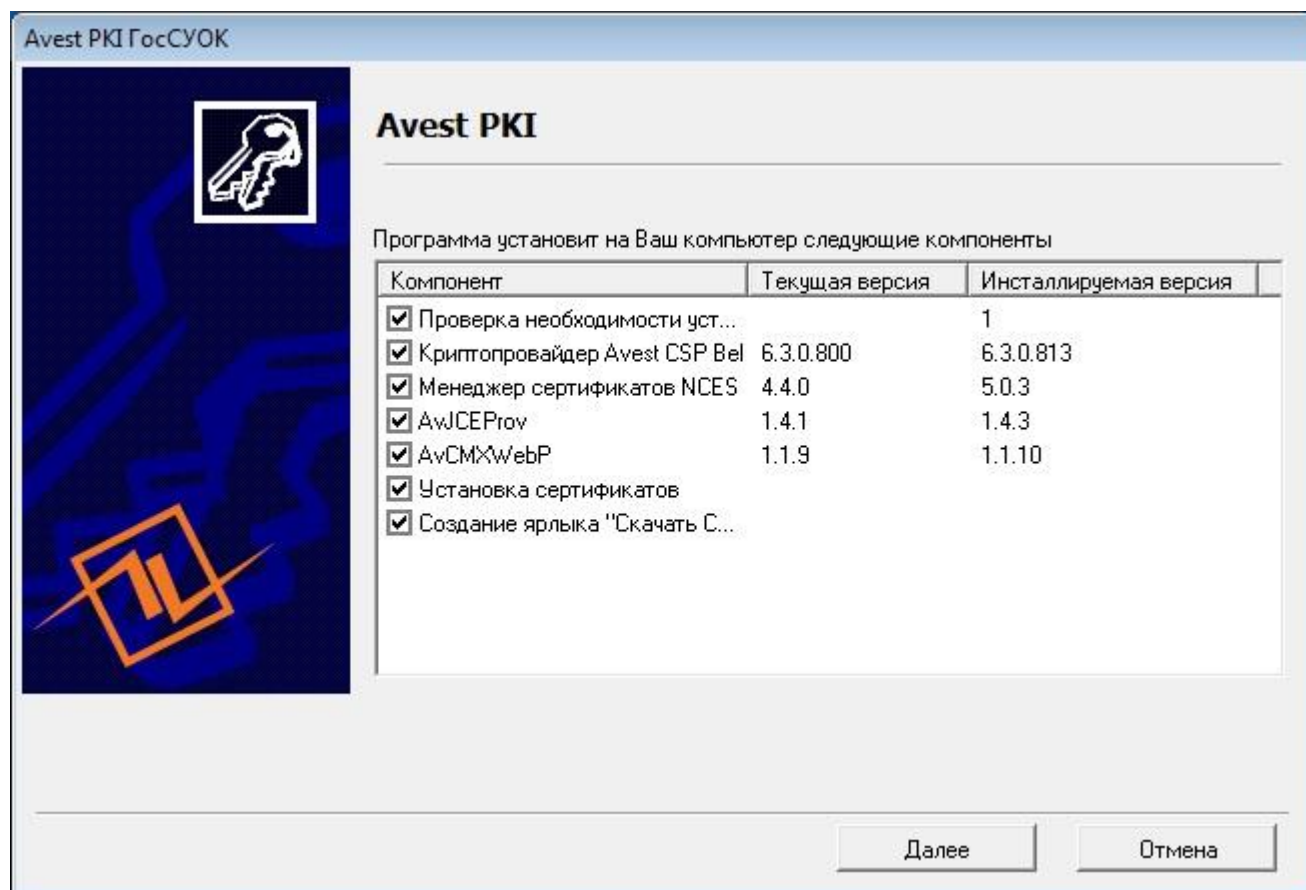 Avest PKI ГосСУОК
Avest PKI
Программа установит на Ваш компьютер следующие компоненты
Компонент Текущая версия Инсталлируемая версия
Проверка необходимости уст... 1
Криптопровайдер Avest CSP Bel 6.3.0.800 6.3.0.813
Менеджер сертификатов NCES 4.4.0 5.0.3
AvJCEProv 1.4.1 1.4.3
AvCMXWebP 1.1.9 1.1.10
Установка сертификатов
Создание ярлыка "Скачать С...
Далее Отмена